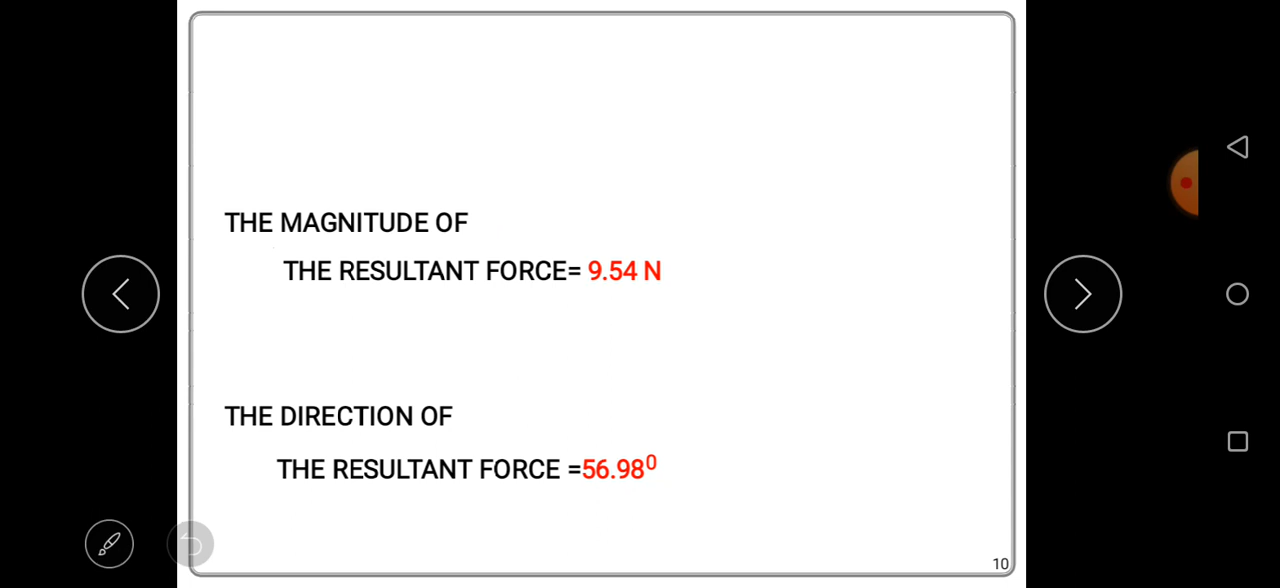 THE MAGNITUDE OF
THE RESULTANT FORCE= 9.54 N
THE DIRECTION OF
THE RESULTANT FORCE =56.98⁰
10